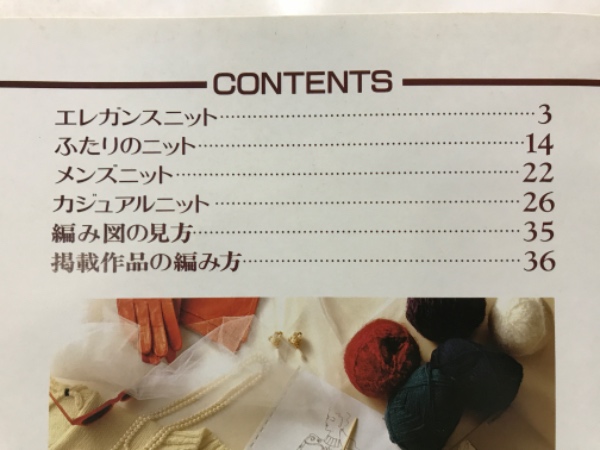 CONTENTS
エレガンスニット……………………3
ふたりのニット……………………14
メンズニット……………………22
カジュアルニット……………………26
編み図の見方……………………35
掲載作品の編み方……………………36